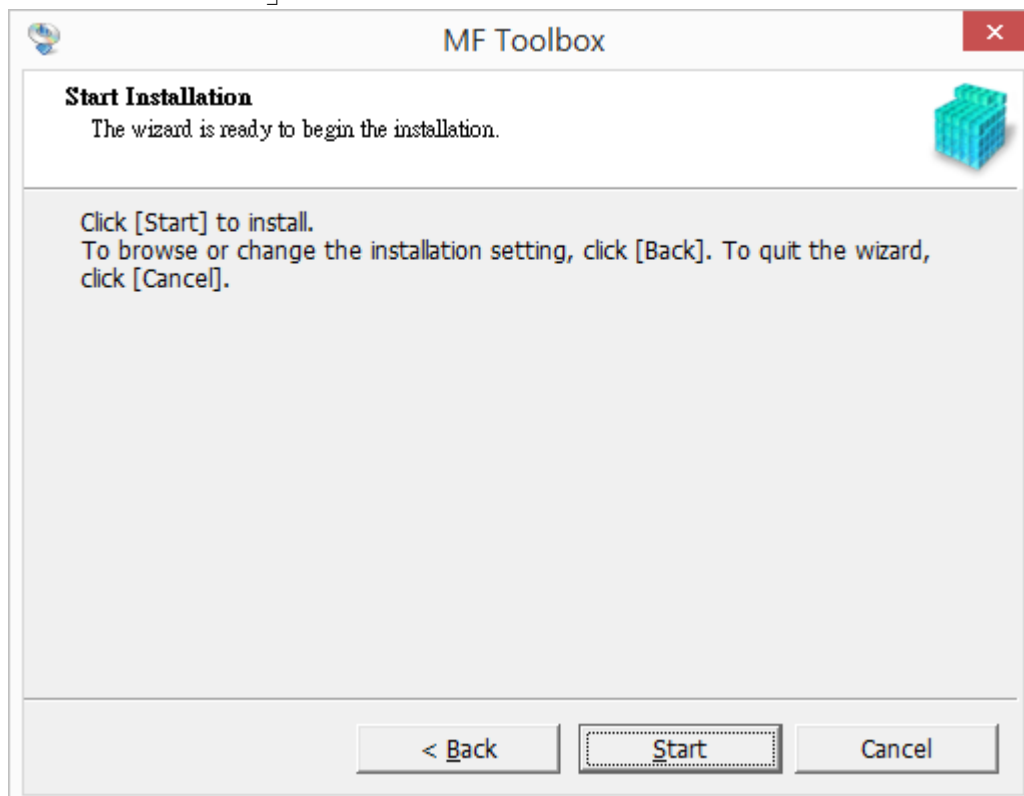 MF Toolbox
Start Installation
The wizard is ready to begin the installation.
Click [Start] to install.
To browse or change the installation setting, click [Back]. To quit the wizard,
click [Cancel].
< Back
Start
Cancel